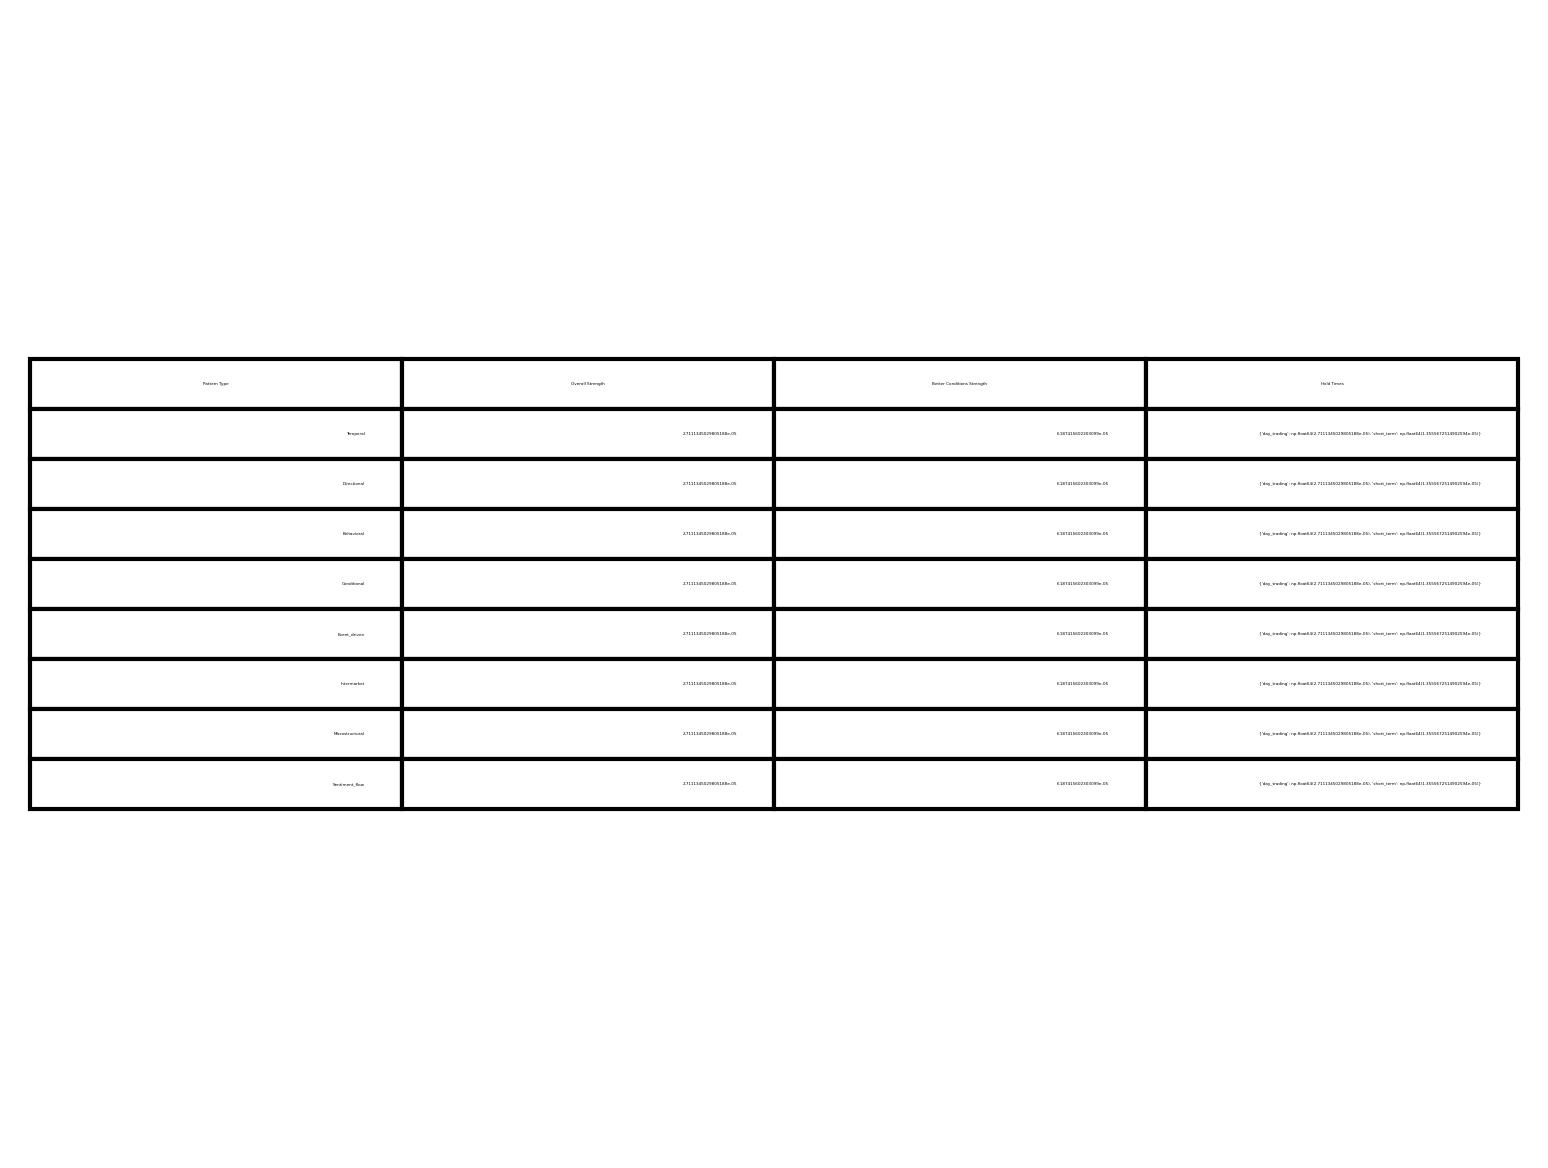 Pattern Type Overall Strength Better Conditions Strength Hold Times
Temporal 2.7111345029805188e-05 6.187415602303099e-05 {'day_trading': np.float64(2.7111345029805188e-05), 'short_term': np.float64(1.3555672514902594e-05)}
Directional 2.7111345029805188e-05 6.187415602303099e-05 {'day_trading': np.float64(2.7111345029805188e-05), 'short_term': np.float64(1.3555672514902594e-05)}
Behavioral 2.7111345029805188e-05 6.187415602303099e-05 {'day_trading': np.float64(2.7111345029805188e-05), 'short_term': np.float64(1.3555672514902594e-05)}
Conditional 2.7111345029805188e-05 6.187415602303099e-05 {'day_trading': np.float64(2.7111345029805188e-05), 'short_term': np.float64(1.3555672514902594e-05)}
Event_driven 2.7111345029805188e-05 6.187415602303099e-05 {'day_trading': np.float64(2.7111345029805188e-05), 'short_term': np.float64(1.3555672514902594e-05)}
Intermarket 2.7111345029805188e-05 6.187415602303099e-05 {'day_trading': np.float64(2.7111345029805188e-05), 'short_term': np.float64(1.3555672514902594e-05)}
Microstructural 2.7111345029805188e-05 6.187415602303099e-05 {'day_trading': np.float64(2.7111345029805188e-05), 'short_term': np.float64(1.3555672514902594e-05)}
Sentiment_flow 2.7111345029805188e-05 6.187415602303099e-05 {'day_trading': np.float64(2.7111345029805188e-05), 'short_term': np.float64(1.3555672514902594e-05)}